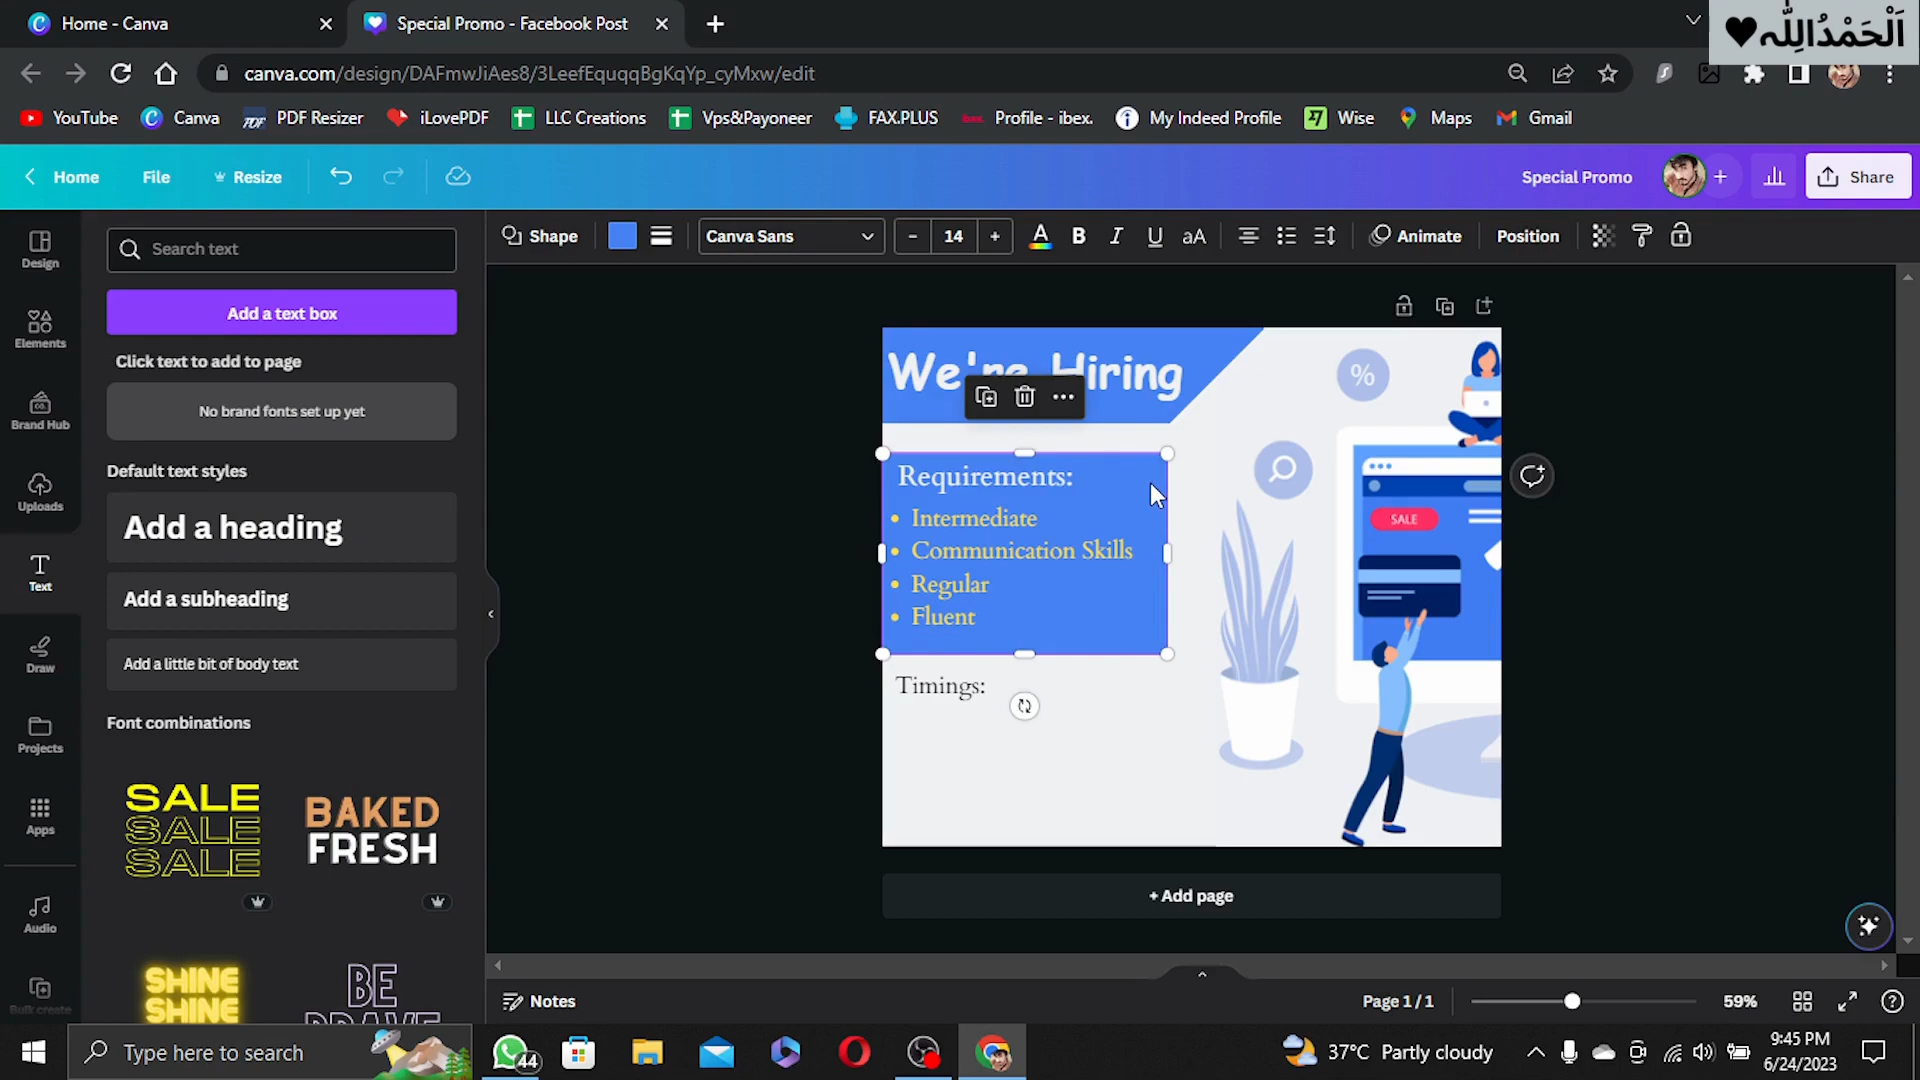 Home - Canva
Special Promo - Facebook Post
اَلْحَمْدُلِلّٰه
canva.com/design/DAFmwJiAes8/3LeefEquqqBgKqYp_cyMxw/edit
YouTube
Canva
PDF Resizer
iLovePDF
LLC Creations
Vps&Payoneer
FAX.PLUS
Profile - ibex.
My Indeed Profile
Wise
Maps
Gmail
Home
File
Resize
Special Promo
Share
Shape
Canva Sans
14
Animate
Position
Design
Elements
Brand Hub
Uploads
Text
Draw
Projects
Apps
Audio
Bulk create
Search text
Add a text box
Click text to add to page
No brand fonts set up yet
Default text styles
Add a heading
Add a subheading
Add a little bit of body text
Font combinations
SALE
SALE
SALE
BAKED
FRESH
SHINE
SHINE
BE
BRAVE
We're Hiring
Requirements:
• Intermediate
• Communication Skills
• Regular
• Fluent
Timings:
%
SALE
+ Add page
Notes
Page 1 / 1
59%
Type here to search
44
37°C Partly cloudy
9:45 PM
6/24/2023